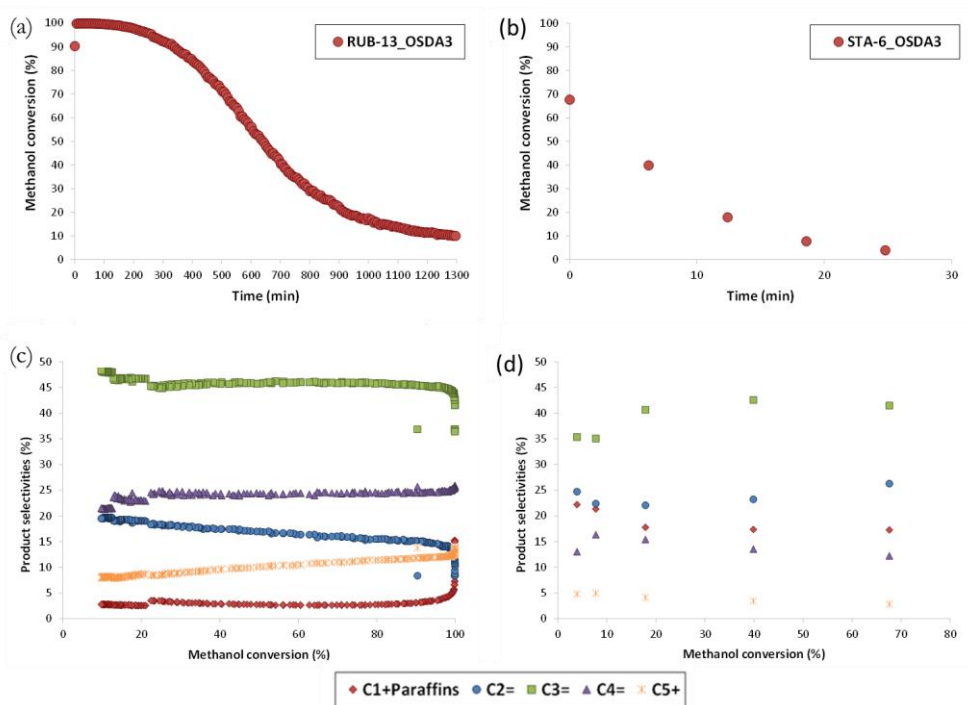 (a)
RUB-13_OSDA3
Methanol conversion (%)
100
90
80
70
60
50
40
30
20
10
0
0 100 200 300 400 500 600 700 800 900 1000 1100 1200 1300
Time (min)
(b)
STA-6_OSDA3
Methanol conversion (%)
100
90
80
70
60
50
40
30
20
10
0
0 10 20 30
Time (min)
(c)
Product selectivities (%)
50
45
40
35
30
25
20
15
10
5
0
0 20 40 60 80 100
Methanol conversion (%)
(d)
Product selectivities (%)
50
45
40
35
30
25
20
15
10
5
0
0 10 20 30 40 50 60 70 80
Methanol conversion (%)
C1+Paraffins C2= C3= C4= C5+